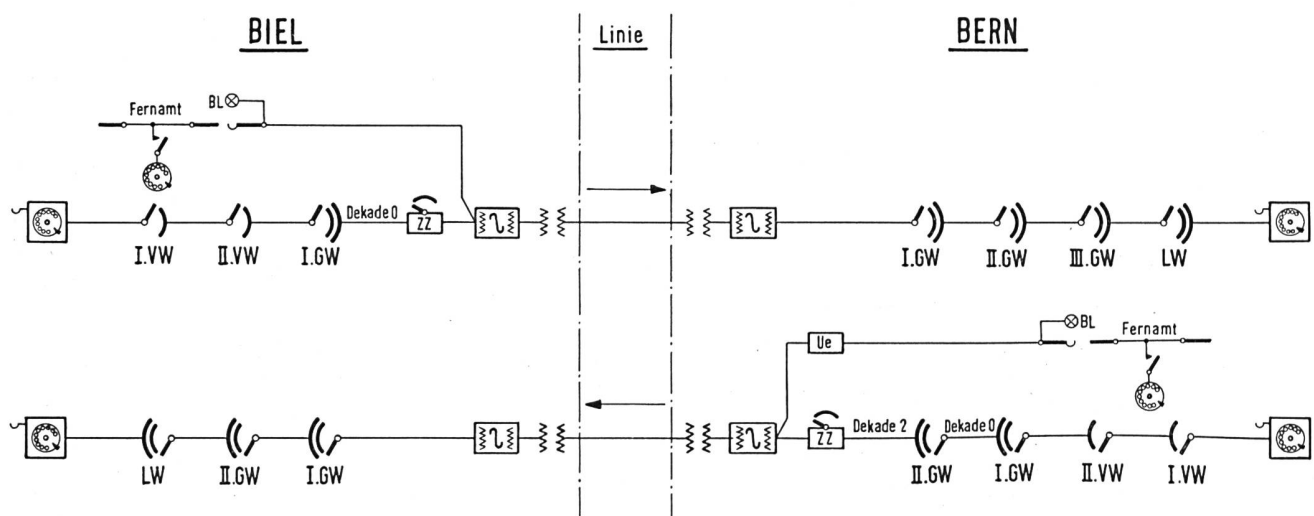 BIEL
Linie
BERN
BL
Fernamt
Dekade 0
ZZ
I.VW
II.VW
I.GW
I.GW
II.GW
III.GW
LW
BL
Fernamt
Ue
ZZ
Dekade 2
Dekade 0
LW
II.GW
I.GW
II.GW
I.GW
II.VW
I.VW